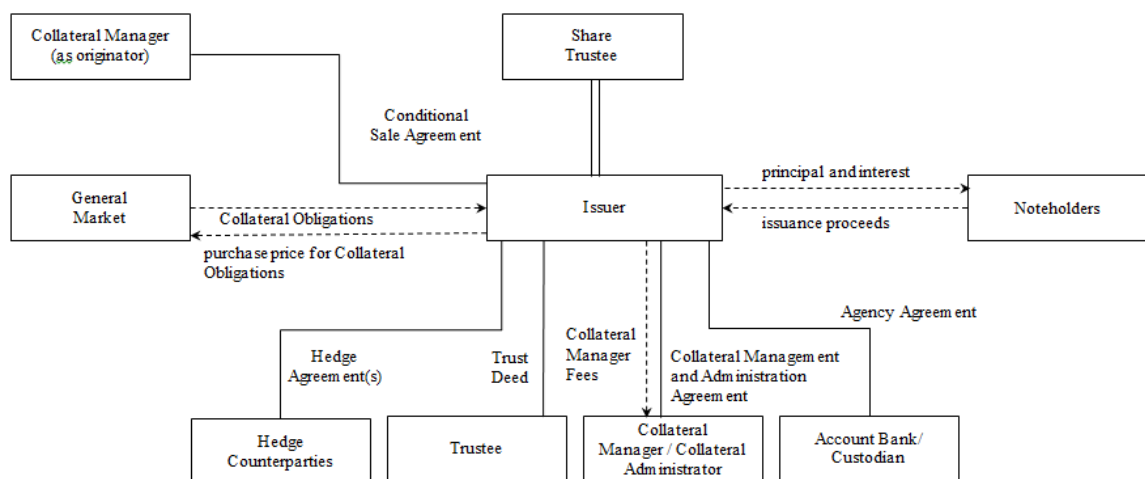 Collateral Manager
(as originator)
Share
Trustee
Conditional
Sale Agreement
General
Market
Collateral Obligations
purchase price for Collateral
Obligations
Issuer
principal and interest
issuance proceeds
Noteholders
Hedge
Agreement(s)
Trust
Deed
Collateral
Manager
Fees
Collateral Management
and Administration
Agreement
Agency Agreement
Hedge
Counterparties
Trustee
Collateral
Manager / Collateral
Administrator
Account Bank/
Custodian